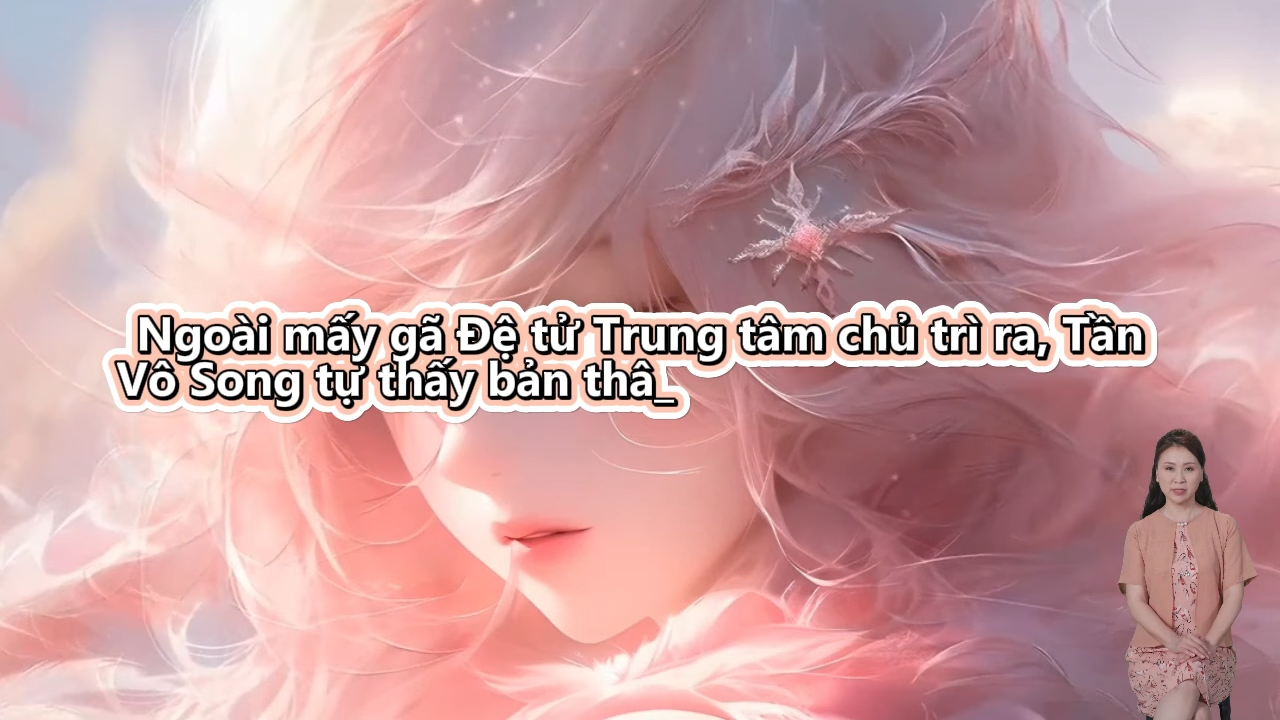 Ngoài mấy gã Đệ tử Trung tâm chủ trì ra, Tần
Vô Song tự thấy bản thâ_